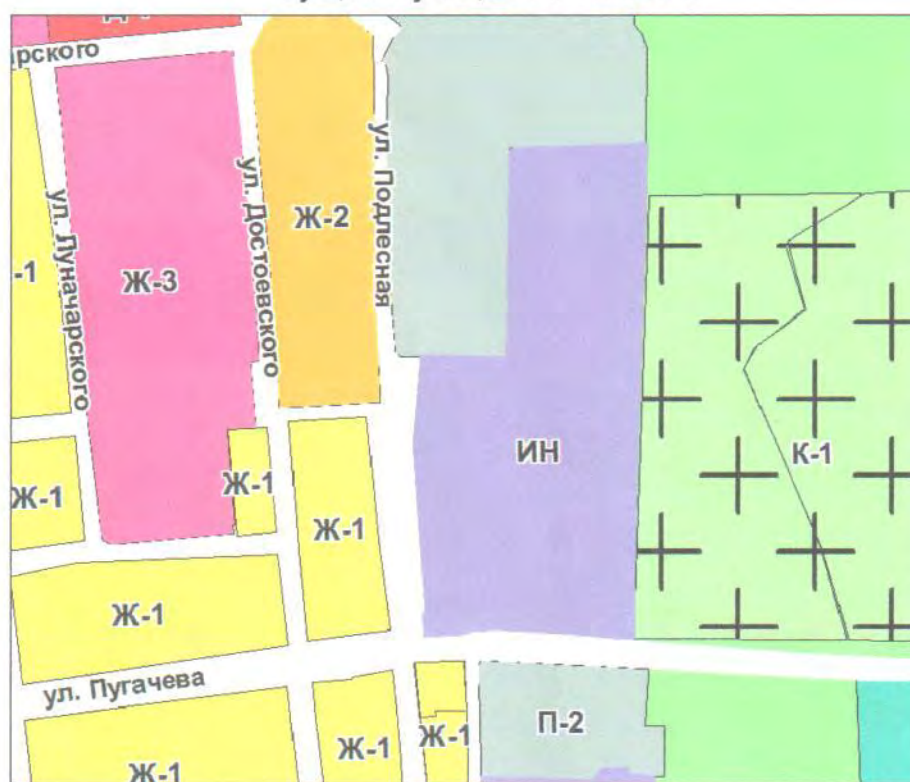 ул. Луначарского
Ж-3
ул. Достоевского
Ж-2
ул. Подлесная
ИН
К-1
Ж-1
Ж-1
Ж-1
Ж-1
ул. Пугачева
Ж-1
Ж-1
Ж-1
П-2